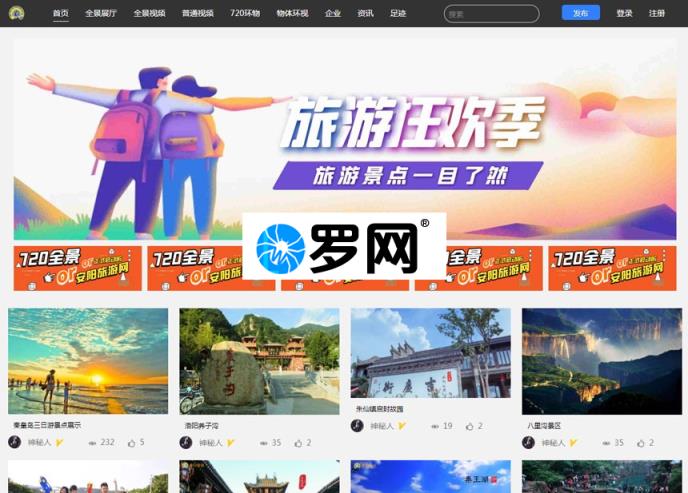 首页 全景展厅 全景视频 普通视频 720环物 物体环视 企业 资讯 足迹 搜索 发布 登录 注册
旅游狂欢季
旅游景点一目了然
罗网®
720全景 720全景 720全景 720全景
or or or or
安阳旅游网 安阳旅游网 安阳旅游网 安阳旅游网
秦皇岛三日游景点展示
神秘人 232 5
洛阳养子沟
神秘人 35 2
朱仙镇启封故园
神秘人 19 2
八里沟景区
神秘人 35 2
秦王湖